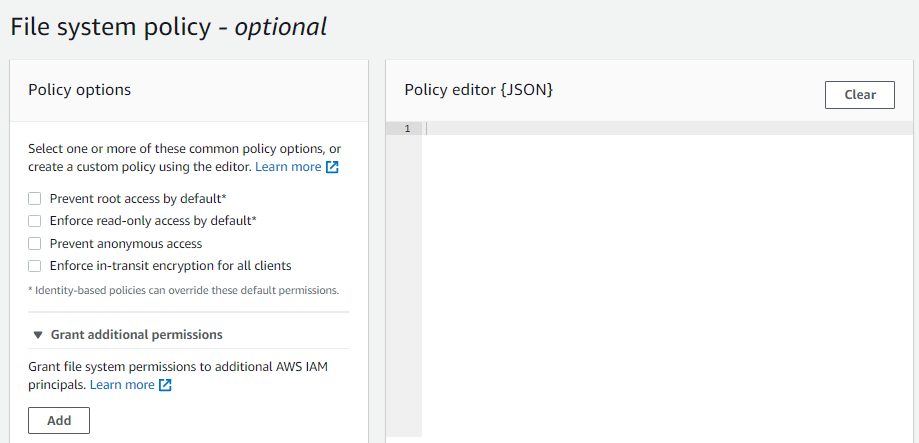 File system policy - optional
Policy options
Select one or more of these common policy options, or
create a custom policy using the editor. Learn more
Prevent root access by default*
Enforce read-only access by default*
Prevent anonymous access
Enforce in-transit encryption for all clients
* Identity-based policies can override these default permissions.
Grant additional permissions
Grant file system permissions to additional AWS IAM
principals. Learn more
Add
Policy editor {JSON}
Clear
1